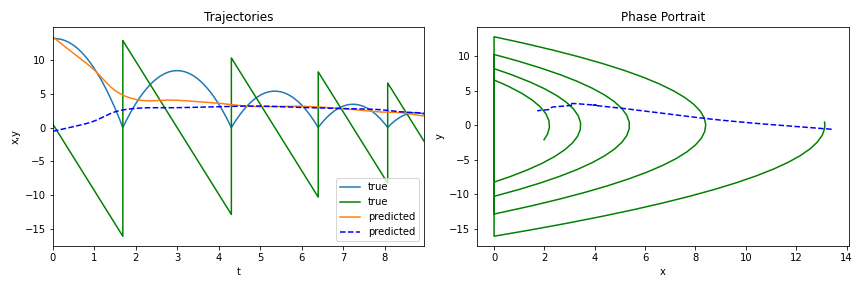 Trajectories
x,y
10
5
0
−5
−10
−15
0 1 2 3 4 5 6 7 8
t
true
true
predicted
predicted
Phase Portrait
y
10
5
0
−5
−10
−15
0 2 4 6 8 10 12 14
x